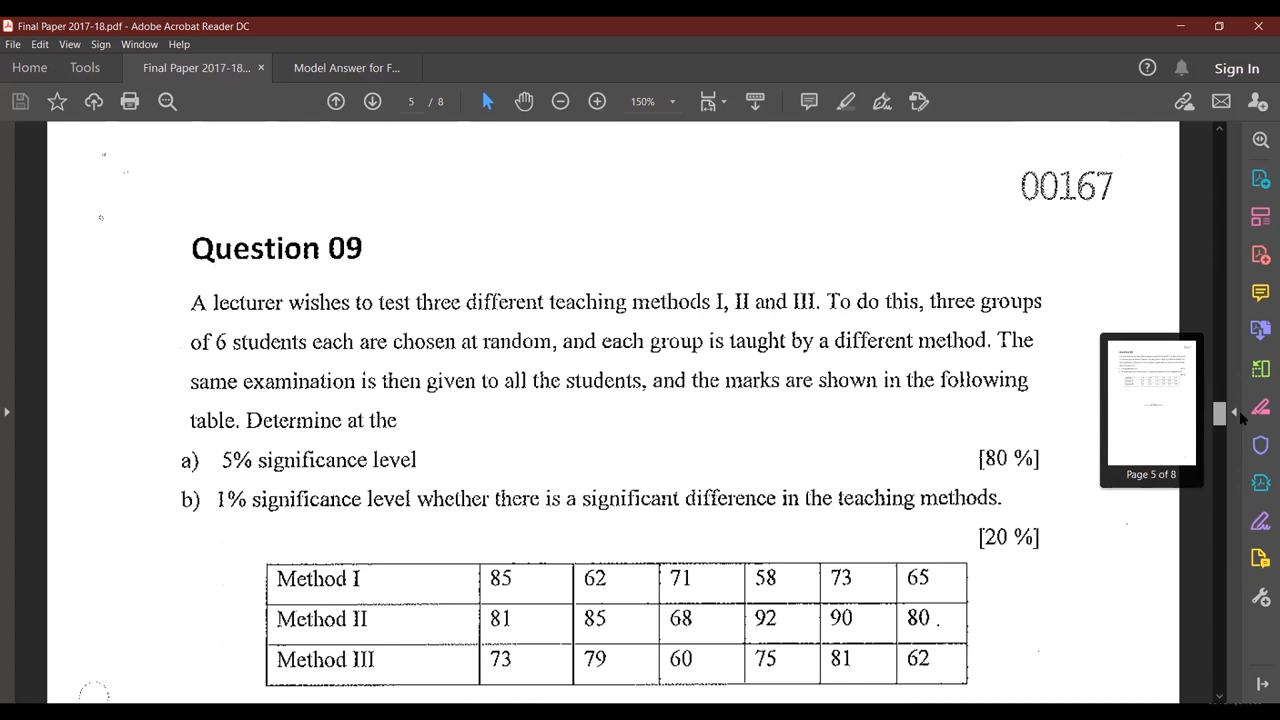 Final Paper 2017-18.pdf - Adobe Acrobat Reader DC
File Edit View Sign Window Help
Home Tools Final Paper 2017-18... × Model Answer for F... Sign In
5 / 8 150%
00167
Question 09
A lecturer wishes to test three different teaching methods I, II and III. To do this, three groups
of 6 students each are chosen at random, and each group is taught by a different method. The
same examination is then given to all the students, and the marks are shown in the following
table. Determine at the
a) 5% significance level [80 %]
b) 1% significance level whether there is a significant difference in the teaching methods.
[20 %]
Method I 85 62 71 58 73 65
Method II 81 85 68 92 90 80 .
Method III 73 79 60 75 81 62
Page 5 of 8